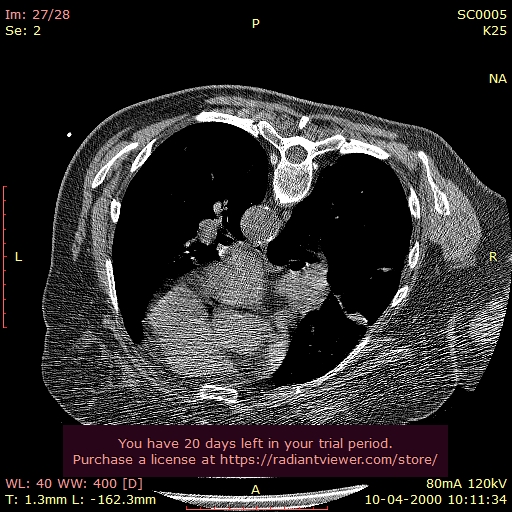 Im: 27/28
Se: 2
P
SC0005
K25
NA
L
R
You have 20 days left in your trial period.
Purchase a license at https://radiantviewer.com/store/
WL: 40 WW: 400 [D]
T: 1.3mm L: -162.3mm
A
80mA 120kV
10-04-2000 10:11:34